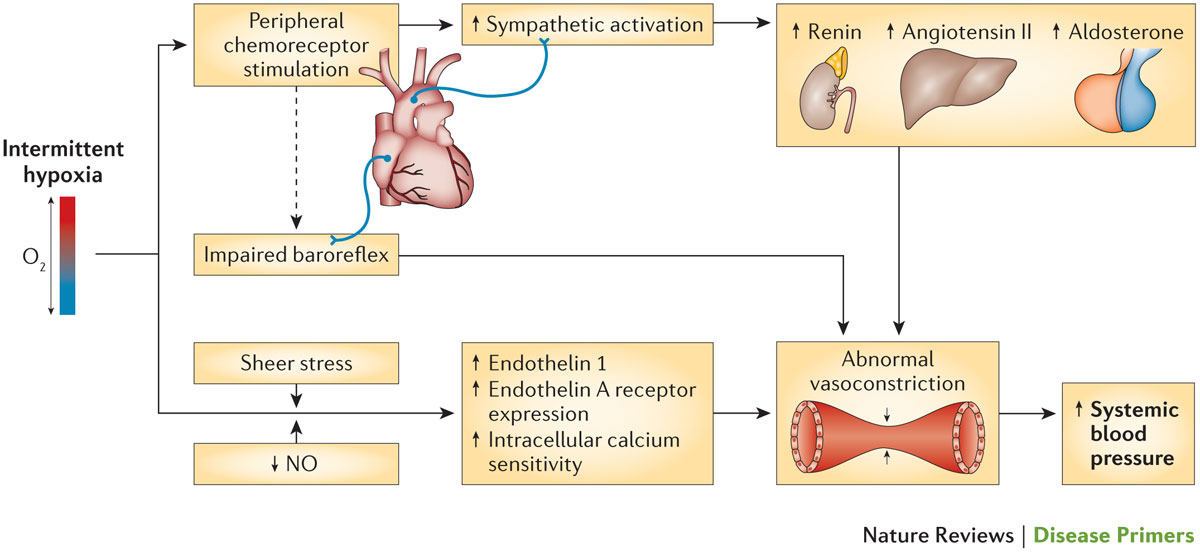 Peripheral
chemoreceptor
stimulation
↑ Sympathetic activation
↑ Renin
↑ Angiotensin II
↑ Aldosterone
Intermittent
hypoxia
O₂
Impaired baroreflex
Sheer stress
↓ NO
↑ Endothelin 1
↑ Endothelin A receptor
expression
↑ Intracellular calcium
sensitivity
Abnormal
vasoconstriction
↑ Systemic
blood
pressure
Nature Reviews | Disease Primers